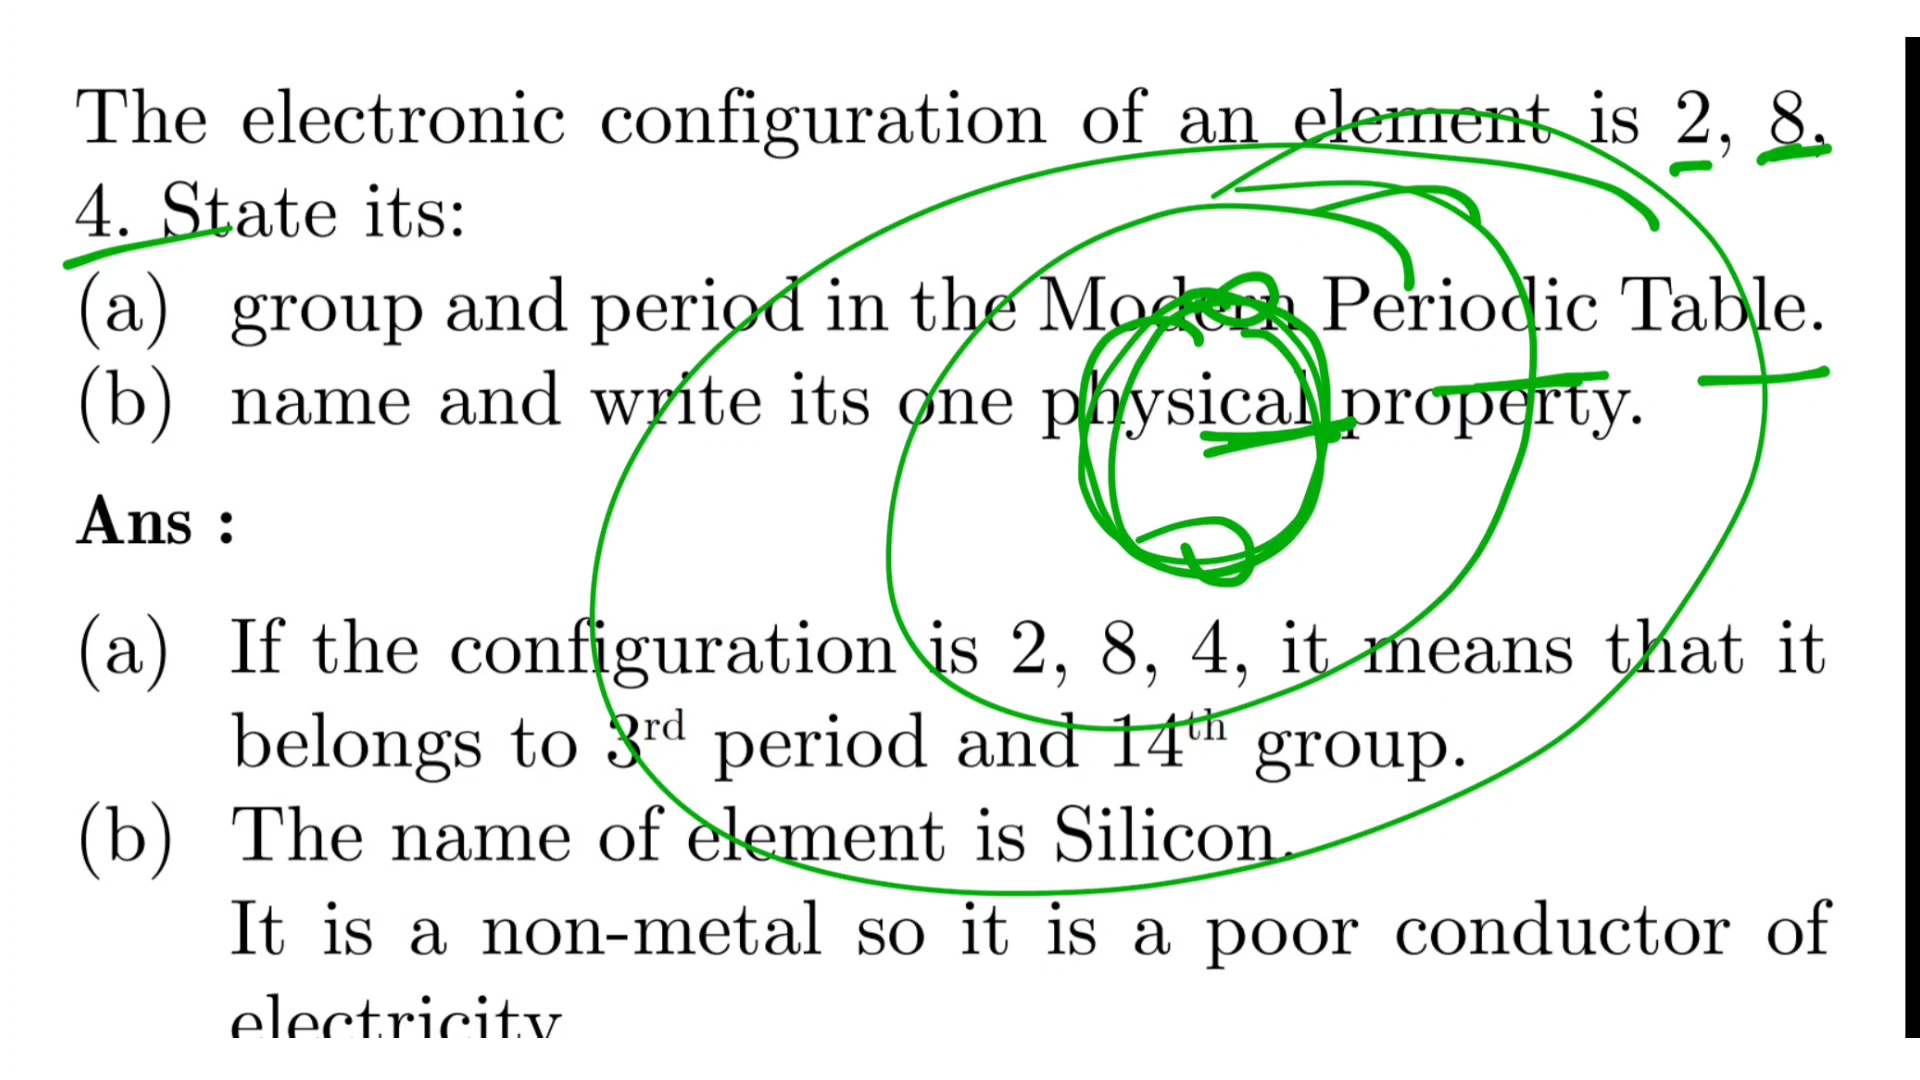 The electronic configuration of an element is 2, 8,
4. State its:
(a) group and period in the Modern Periodic Table.
(b) name and write its one physical property.
Ans :
(a) If the configuration is 2, 8, 4, it means that it
belongs to 3rd period and 14th group.
(b) The name of element is Silicon.
It is a non-metal so it is a poor conductor of
electricity